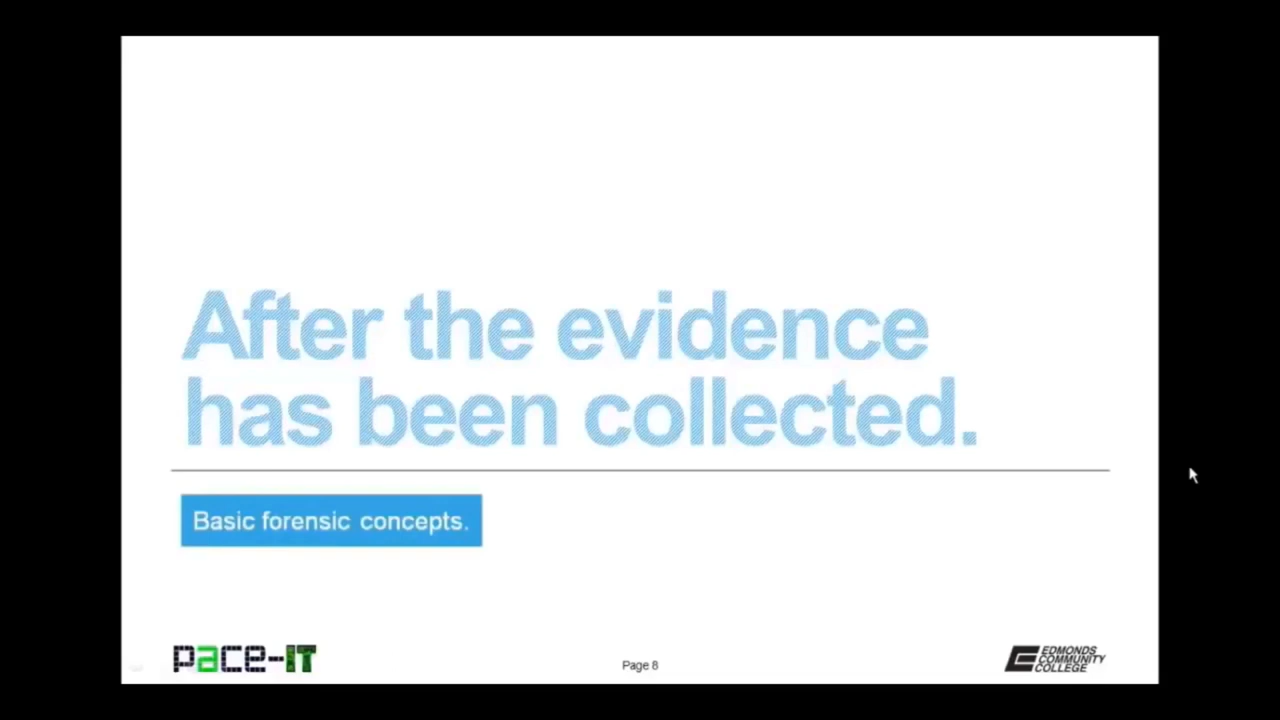 After the evidence
has been collected.
Basic forensic concepts.
pace-IT
Page 8
EDMONDS
COMMUNITY
COLLEGE